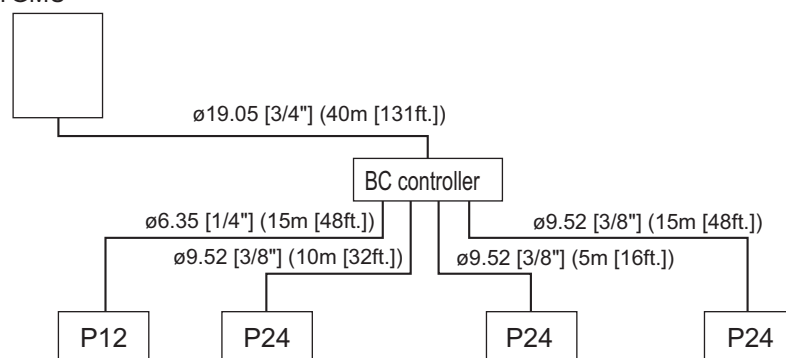 ø19.05 [3/4"] (40m [131ft.])
BC controller
ø6.35 [1/4"] (15m [48ft.])
ø9.52 [3/8"] (15m [48ft.])
ø9.52 [3/8"] (10m [32ft.])
ø9.52 [3/8"] (5m [16ft.])
P12
P24
P24
P24